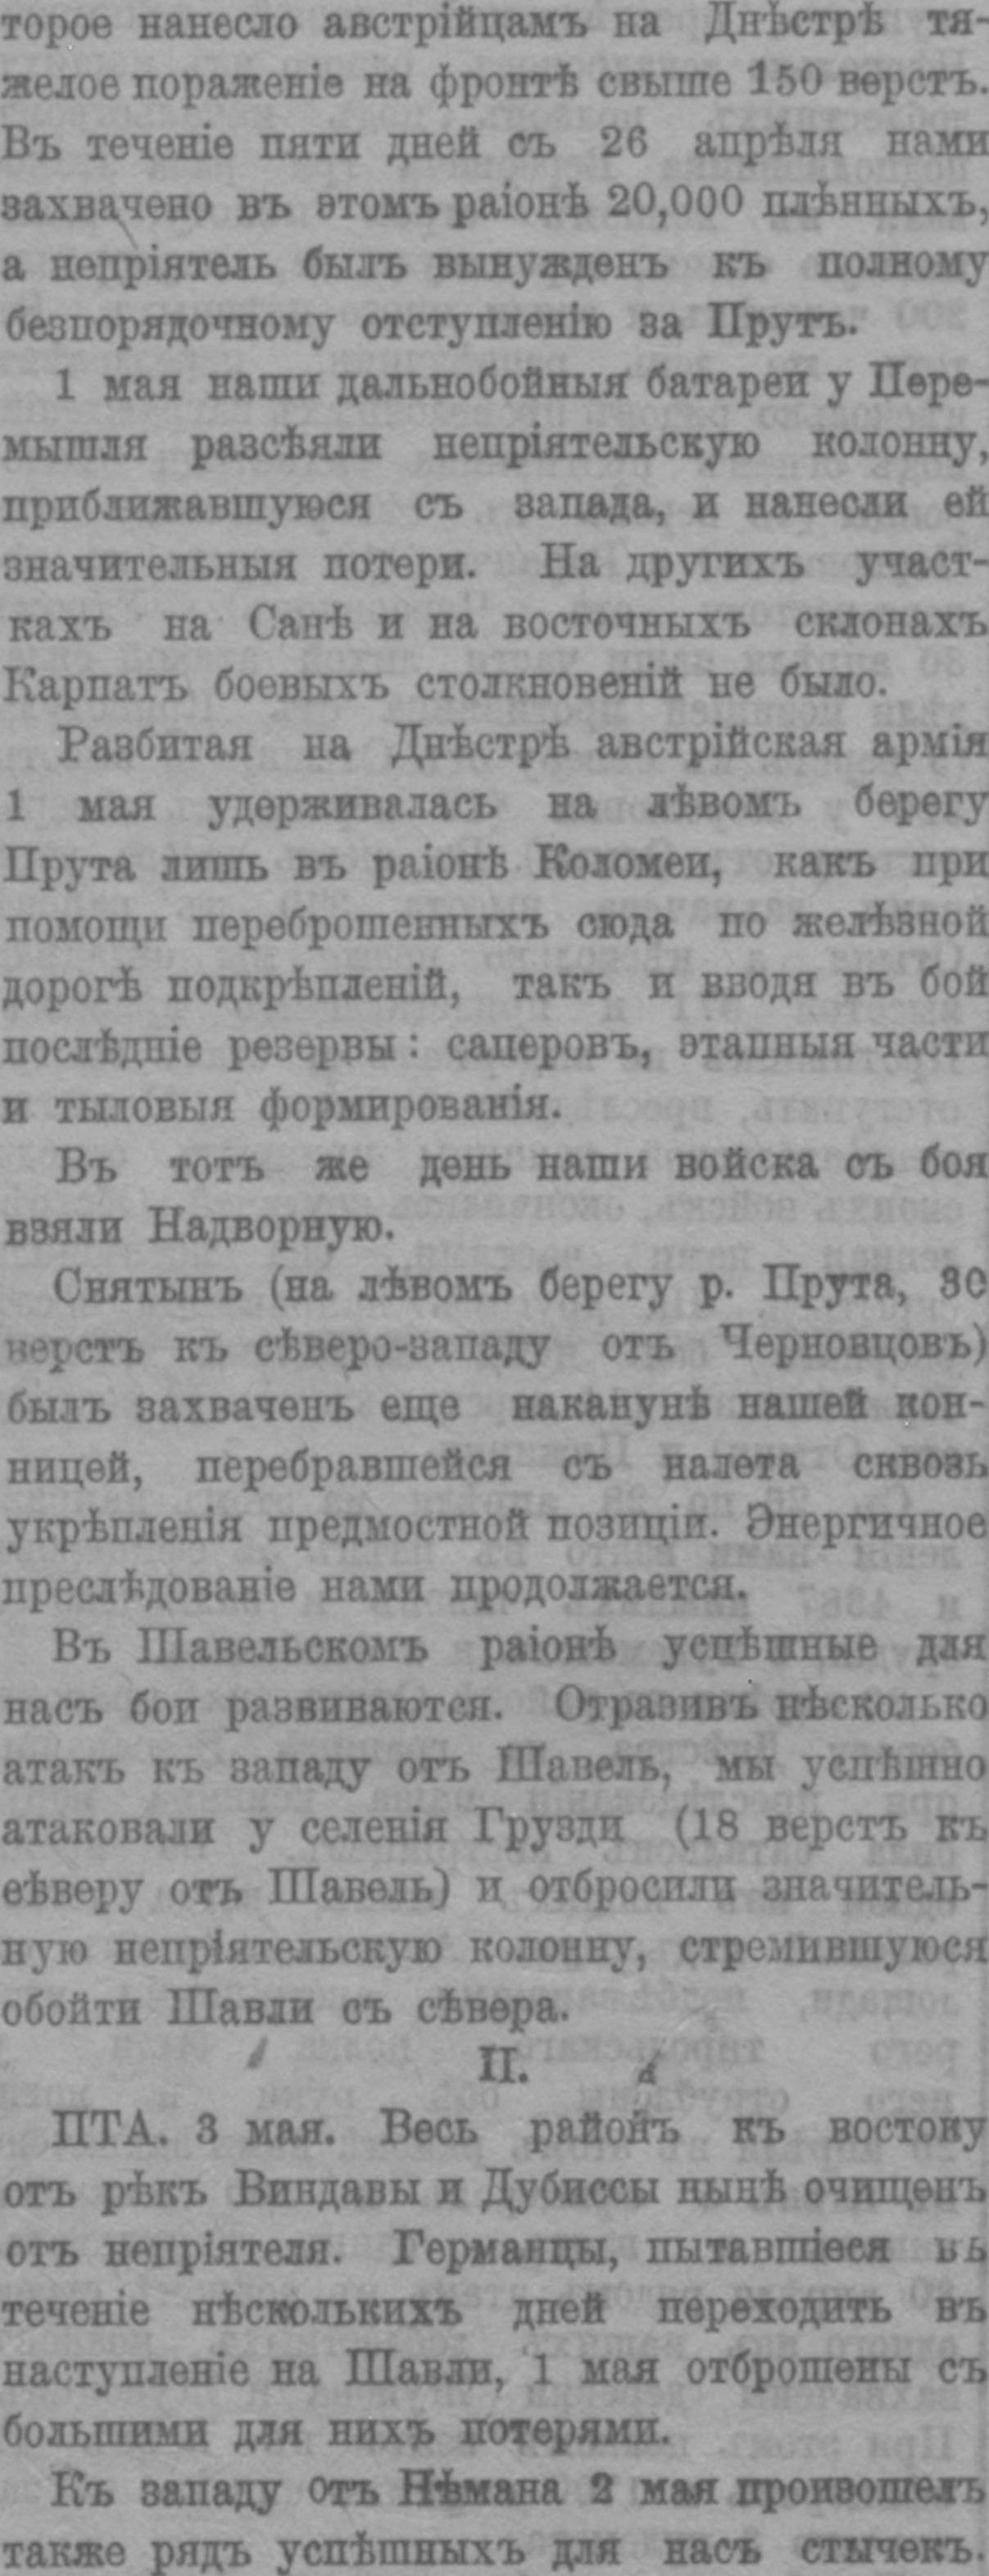 торое нанесло австрійцамъ на Днѣстрѣ тя-
желое пораженіе на фронтѣ свыше 150 верстъ.
Въ теченіе пяти дней съ 26 апрѣля нами
захвачено въ этомъ раіонѣ 20,000 плѣнныхъ,
а непріятель былъ вынужденъ къ полному
безпорядочному отступленію за Прутъ.
1 мая наши дальнобойныя батареи у Пере-
мышля разсѣяли непріятельскую колонну,
приближавшуюся съ запада, и нанесли ей
значительныя потери. На другихъ участ-
кахъ на Санѣ и на восточныхъ склонахъ
Карпатъ боевыхъ столкновеній не было.
Разбитая на Днѣстрѣ австрійская армія
1 мая удерживалась на лѣвомъ берегу
Прута лишь въ раіонѣ Коломеи, какъ при
помощи переброшенныхъ сюда по желѣзной
дорогѣ подкрѣпленій, такъ и вводя въ бой
послѣдніе резервы: саперовъ, этапныя части
и тыловыя формированія.
Въ тотъ же день наши войска съ боя
взяли Надворную.
Снятынъ (на лѣвомъ берегу р. Прута, 30
верстъ къ сѣверо-западу отъ Черновцовъ)
былъ захваченъ еще наканунѣ нашей кон-
ницей, перебравшейся съ налета сквозь
укрѣпленія предмостной позиціи. Энергичное
преслѣдованіе нами продолжается.
Въ Шавельскомъ раіонѣ успѣшные для
насъ бои развиваются. Отразивъ нѣсколько
атакъ къ западу отъ Шавель, мы успѣшно
атаковали у селенія Грузди (18 верстъ къ
еѣверу отъ Шавель) и отбросили значитель-
ную непріятельскую колонну, стремившуюся
обойти Шавли съ сѣвера.
II.
ПТА. 3 мая. Весь районъ къ востоку
отъ рѣкъ Виндавы и Дубиссы нынѣ очищенъ
отъ непріятеля. Германцы, пытавшіеся въ
теченіе нѣсколькихъ дней переходить въ
наступленіе на Шавли, 1 мая отброшены съ
большими для нихъ потерями.
Къ западу отъ Нѣмана 2 мая произошелъ
также рядъ успѣшныхъ для насъ стычекъ.